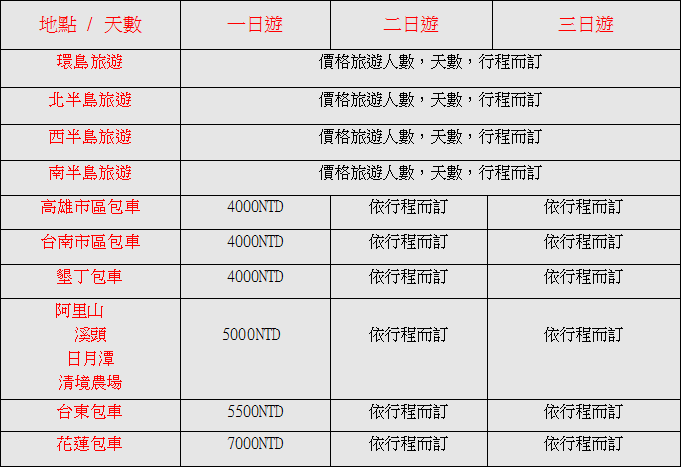 地點 / 天數 一日遊 二日遊 三日遊
環島旅遊 價格旅遊人數，天數，行程而訂
北半島旅遊 價格旅遊人數，天數，行程而訂
西半島旅遊 價格旅遊人數，天數，行程而訂
南半島旅遊 價格旅遊人數，天數，行程而訂
高雄市區包車 4000NTD 依行程而訂 依行程而訂
台南市區包車 4000NTD 依行程而訂 依行程而訂
墾丁包車 4000NTD 依行程而訂 依行程而訂
阿里山
溪頭 5000NTD 依行程而訂 依行程而訂
日月潭
清境農場
台東包車 5500NTD 依行程而訂 依行程而訂
花蓮包車 7000NTD 依行程而訂 依行程而訂